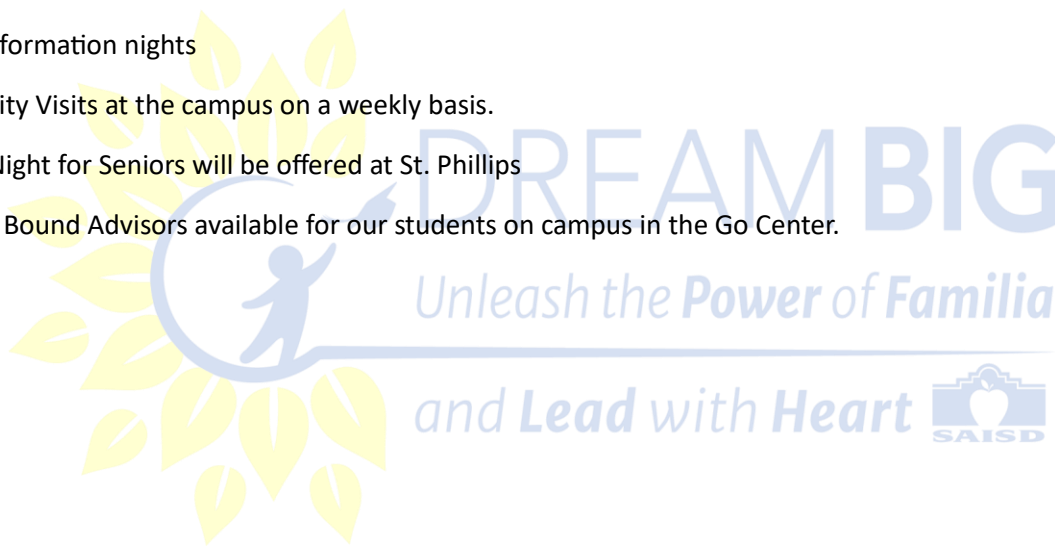 formation nights
ity Visits at the campus on a weekly basis.
Night for Seniors will be offered at St. Phillips
Bound Advisors available for our students on campus in the Go Center.
DREAM BIG
Unleash the Power of Familia
and Lead with Heart
SAISD